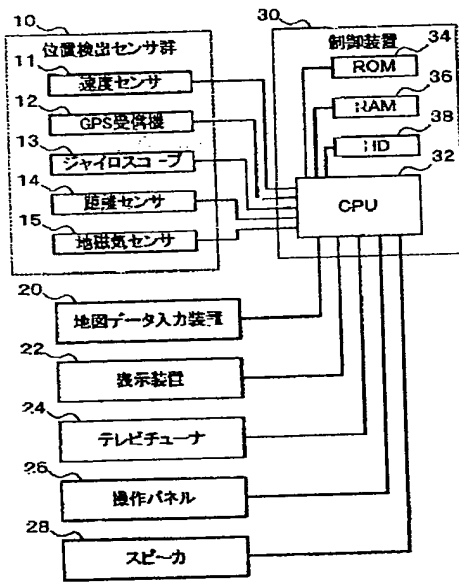 10
30
位置検出センサ群
制御装置
11
速度センサ
34
ROM
12
GPS受信機
36
RAM
13
ジャイロスコープ
38
HD
14
距離センサ
32
CPU
15
地磁気センサ
20
地図データ入力装置
22
表示装置
24
テレビチューナ
26
操作パネル
28
スピーカ